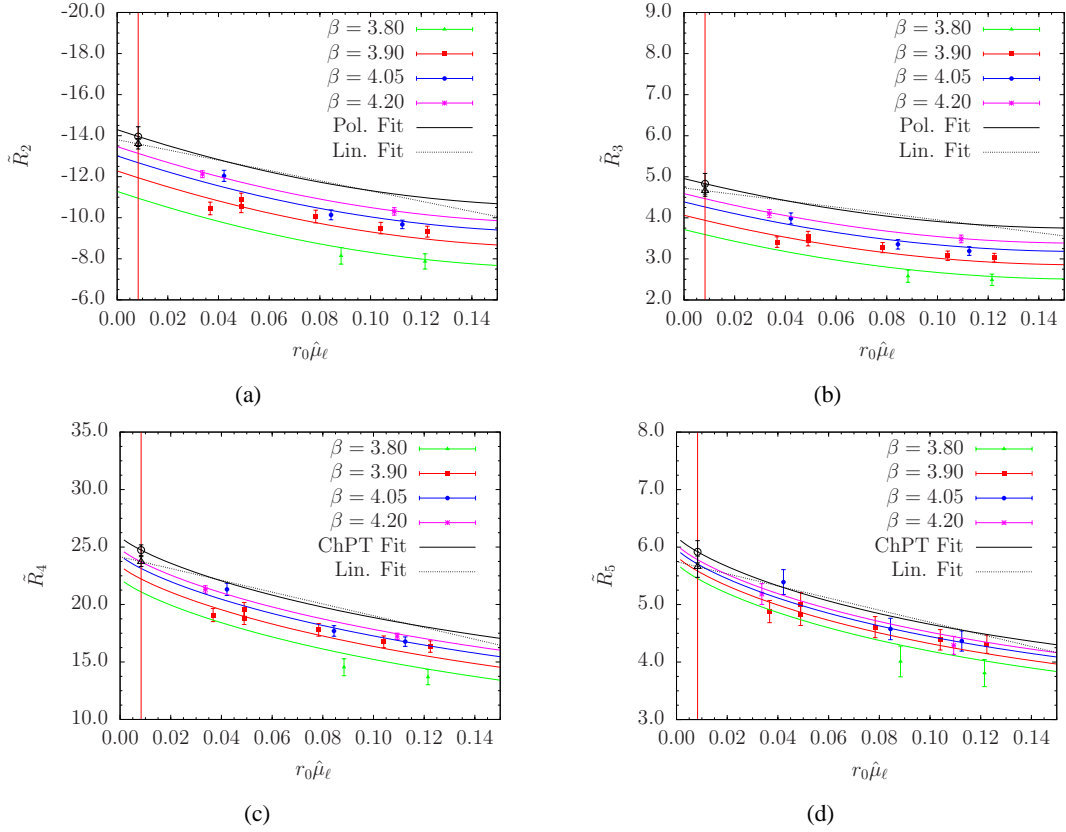 -20.0
-18.0
-16.0
-14.0
-12.0
-10.0
-8.0
-6.0
R̃₂
0.00 0.02 0.04 0.06 0.08 0.10 0.12 0.14
r₀μ̂_ℓ
β = 3.80
β = 3.90
β = 4.05
β = 4.20
Pol. Fit
Lin. Fit
(a)
9.0
8.0
7.0
6.0
5.0
4.0
3.0
2.0
R̃₃
0.00 0.02 0.04 0.06 0.08 0.10 0.12 0.14
r₀μ̂_ℓ
β = 3.80
β = 3.90
β = 4.05
β = 4.20
Pol. Fit
Lin. Fit
(b)
35.0
30.0
25.0
20.0
15.0
10.0
R̃₄
0.00 0.02 0.04 0.06 0.08 0.10 0.12 0.14
r₀μ̂_ℓ
β = 3.80
β = 3.90
β = 4.05
β = 4.20
ChPT Fit
Lin. Fit
(c)
8.0
7.0
6.0
5.0
4.0
3.0
R̃₅
0.00 0.02 0.04 0.06 0.08 0.10 0.12 0.14
r₀μ̂_ℓ
β = 3.80
β = 3.90
β = 4.05
β = 4.20
ChPT Fit
Lin. Fit
(d)